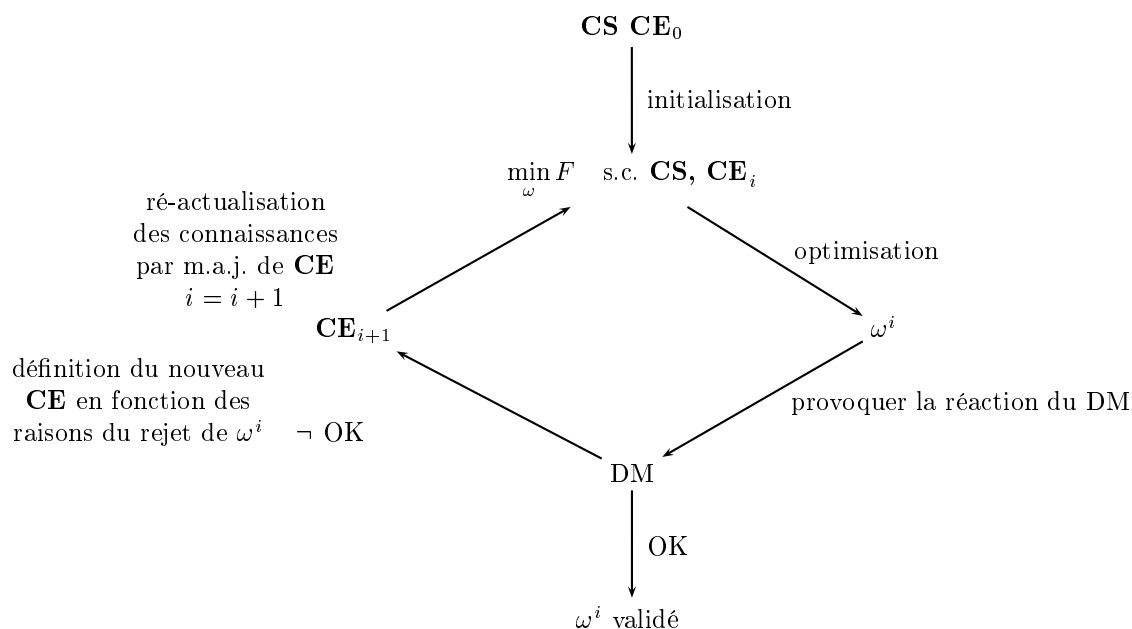 CS CE₀
initialisation
min F s.c. CS, CEᵢ
ω
ré-actualisation
des connaissances
par m.a.j. de CE
i = i + 1
optimisation
CEᵢ₊₁
ωⁱ
définition du nouveau
CE en fonction des
raisons du rejet de ωⁱ ¬ OK
provoquer la réaction du DM
DM
OK
ωⁱ validé